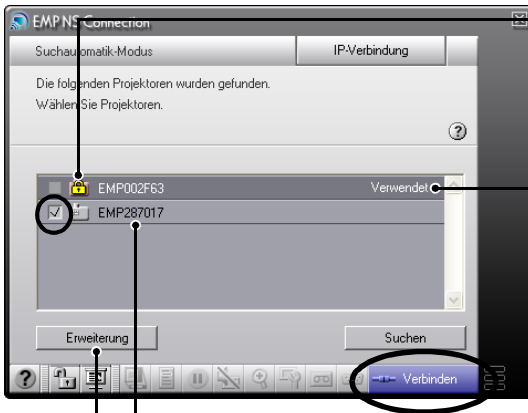 EMP NS Connection
Suchautomatik-Modus
IP-Verbindung
Die folgenden Projektoren wurden gefunden.
Wählen Sie Projektoren.
EMP002F63 Verwendet
EMP287017
Erweiterung
Suchen
Verbinden